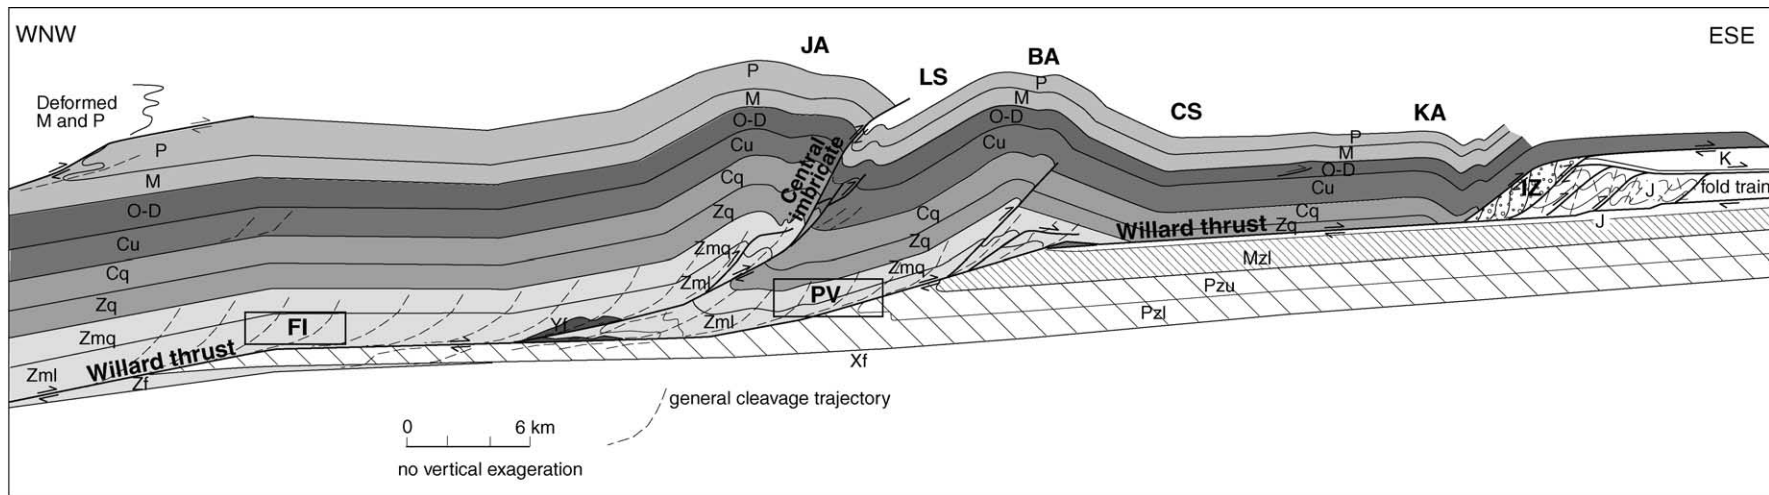 WNW
ESE
JA
LS
BA
CS
KA
Deformed
M and P
P
M
O-D
Cu
Cq
Zq
Zmq
Zml
P
M
O-D
Cu
Cq
Zq
Zmq
Zml
Central
imbricate
P
M
O-D
Cu
Cq
Zq
Zmq
Zml
P
M
O-D
Cu
Cq
Zq
IZ
K
J
fold train
J
FI
PV
Yf
Willard thrust
Willard thrust
Zf
Xf
Mzl
Pzu
Pzl
general cleavage trajectory
0 6 km
no vertical exageration